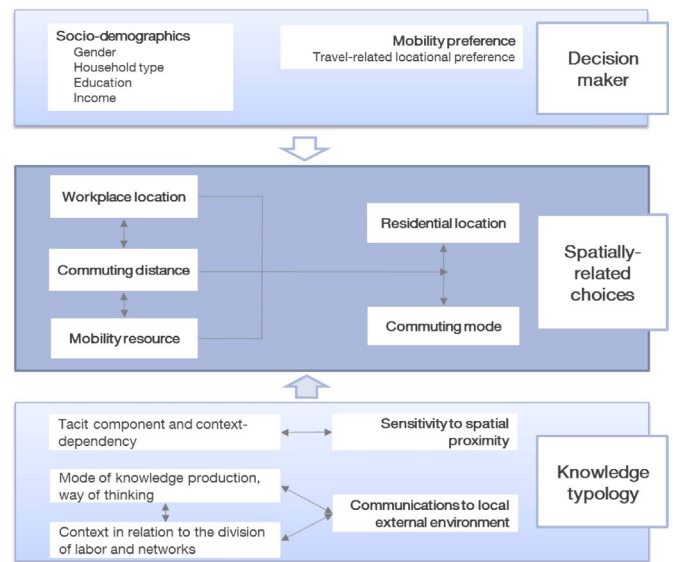 Socio-demographics
Gender
Household type
Education
Income
Mobility preference
Travel-related locational preference
Decision
maker
Workplace location
Commuting distance
Mobility resource
Residential location
Commuting mode
Spatially-
related
choices
Tacit component and context-
dependency
Sensitivity to spatial
proximity
Mode of knowledge production,
way of thinking
Context in relation to the division
of labor and networks
Communications to local
external environment
Knowledge
typology